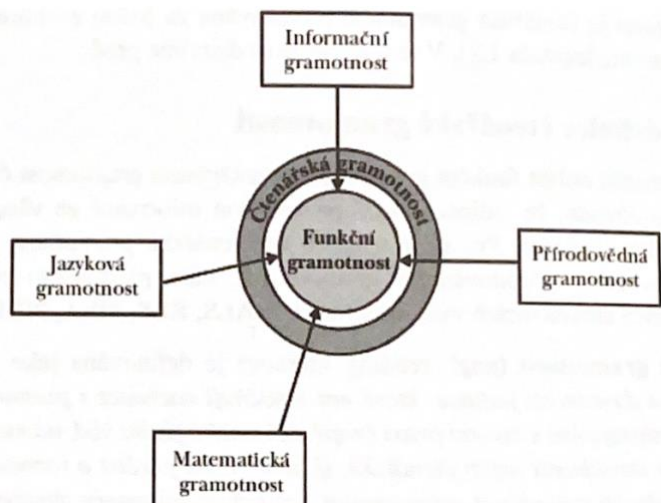 Informační
gramotnost
Čtenářská gramotnost
Funkční
gramotnost
Jazyková
gramotnost
Přírodovědná
gramotnost
Matematická
gramotnost